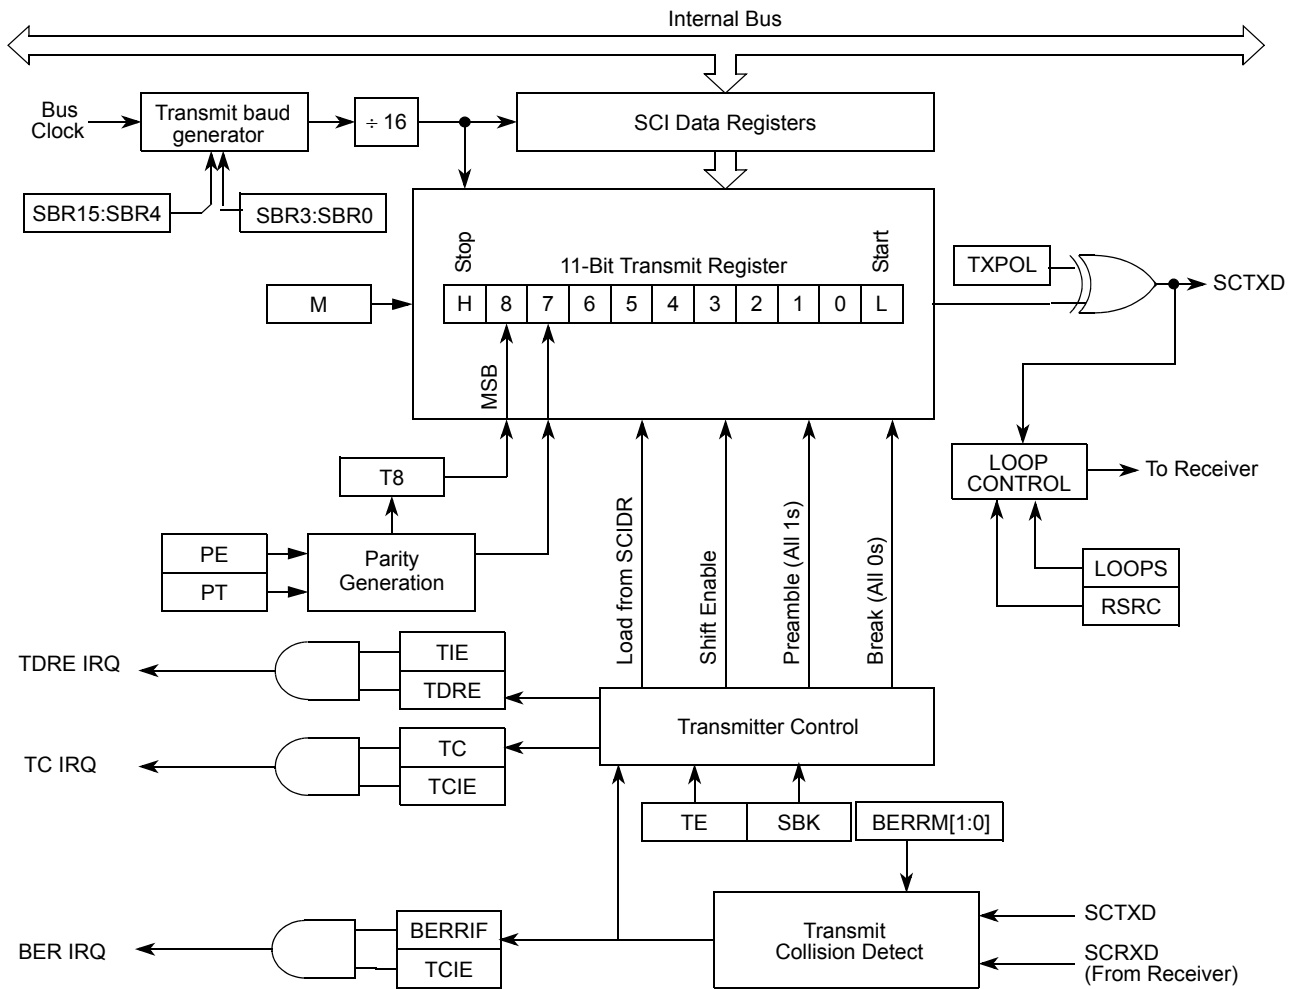 Internal Bus
Bus
Clock
Transmit baud
generator
÷ 16
SCI Data Registers
SBR15:SBR4
SBR3:SBR0
Stop
11-Bit Transmit Register
Start
M
H 8 7 6 5 4 3 2 1 0 L
TXPOL
SCTXD
MSB
T8
LOOP
CONTROL
To Receiver
PE
PT
Parity
Generation
Load from SCIDR
Shift Enable
Preamble (All 1s)
Break (All 0s)
LOOPS
RSRC
TDRE IRQ
TIE
TDRE
Transmitter Control
TC IRQ
TC
TCIE
TE
SBK
BERRM[1:0]
BER IRQ
BERRIF
TCIE
Transmit
Collision Detect
SCTXD
SCRXD
(From Receiver)